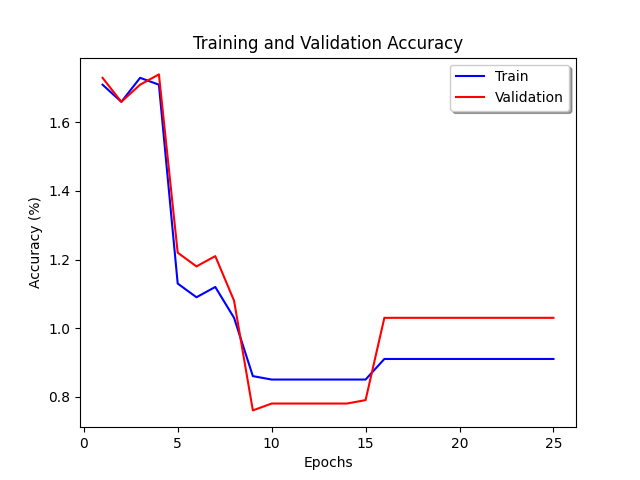 Training and Validation Accuracy
Train
Validation
Accuracy (%)
1.6
1.4
1.2
1.0
0.8
0
5
10
15
20
25
Epochs